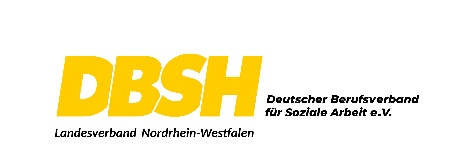 DBSH
Deutscher Berufsverband
für Soziale Arbeit e.V.
Landesverband Nordrhein-Westfalen